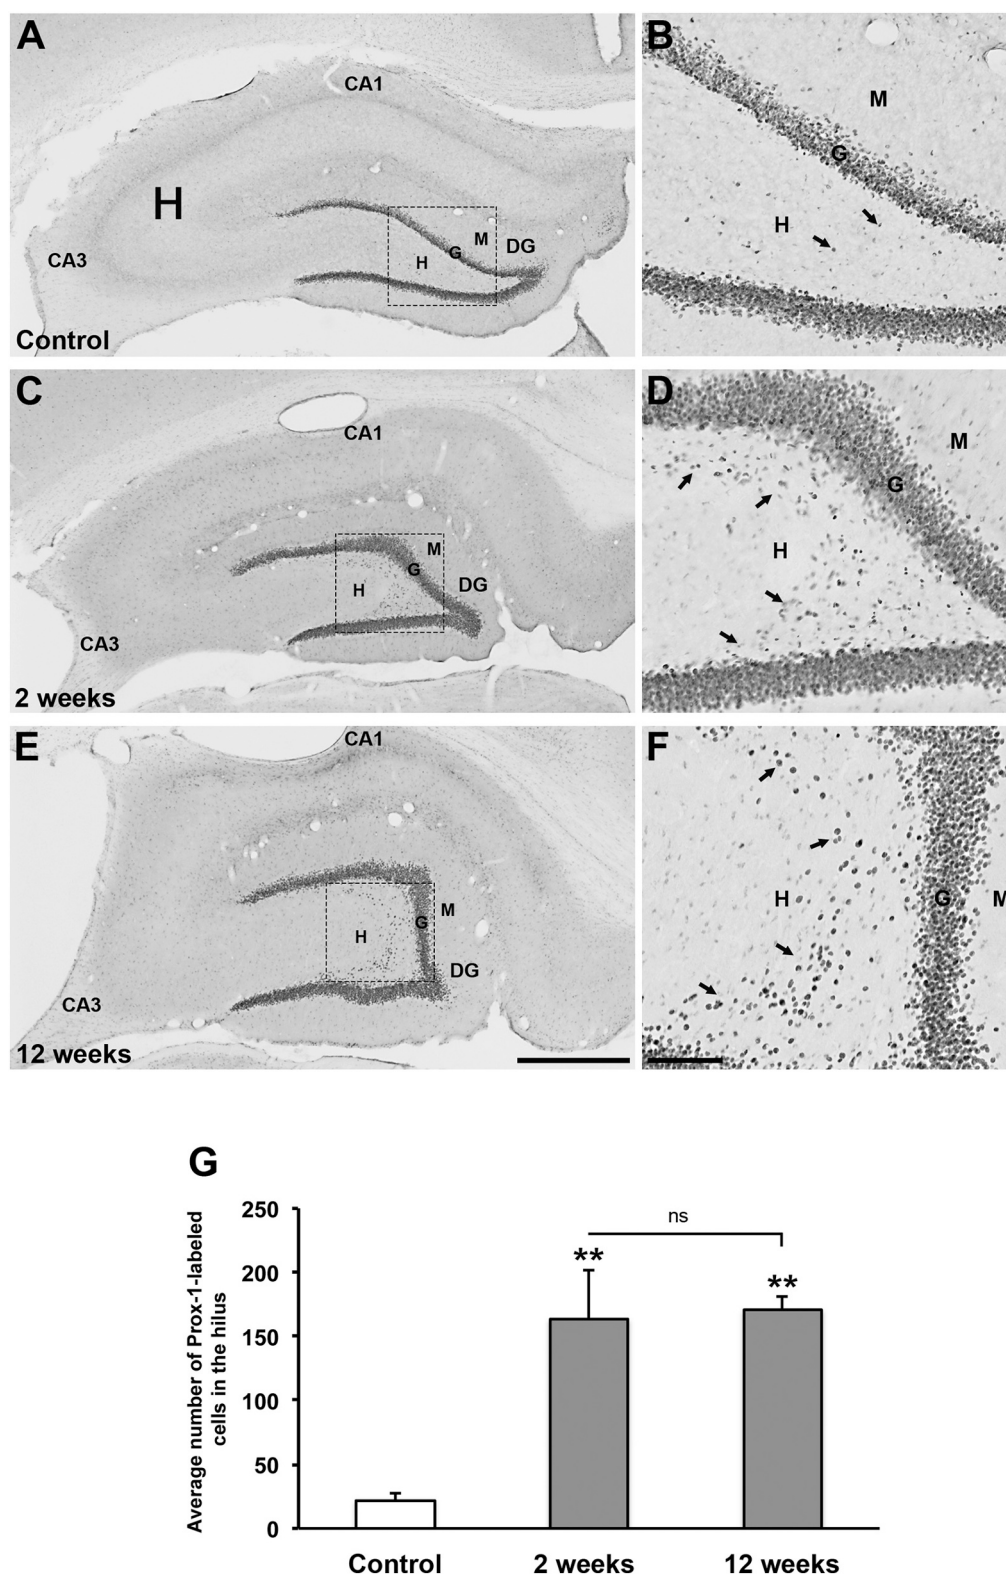 A
CA1
H
CA3
H
G
M
DG
Control
B
M
G
H
C
CA1
M
G
H
DG
CA3
2 weeks
D
M
G
H
E
CA1
M
G
H
DG
CA3
12 weeks
F
H
G
M
G
Average number of Prox-1-labeled
cells in the hilus
250
200
150
100
50
0
ns
**
**
Control
2 weeks
12 weeks